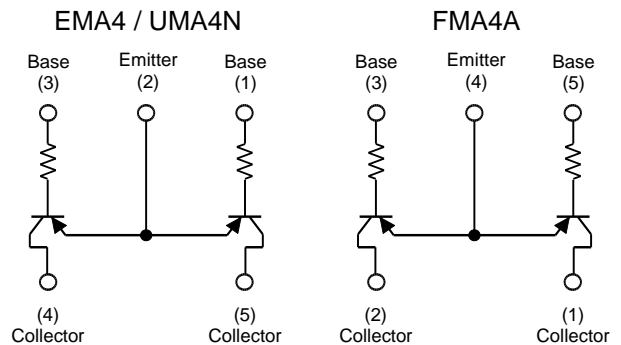 EMA4 / UMA4N
Base
(3)
Emitter
(2)
Base
(1)
(4)
Collector
(5)
Collector
FMA4A
Base
(3)
Emitter
(4)
Base
(5)
(2)
Collector
(1)
Collector